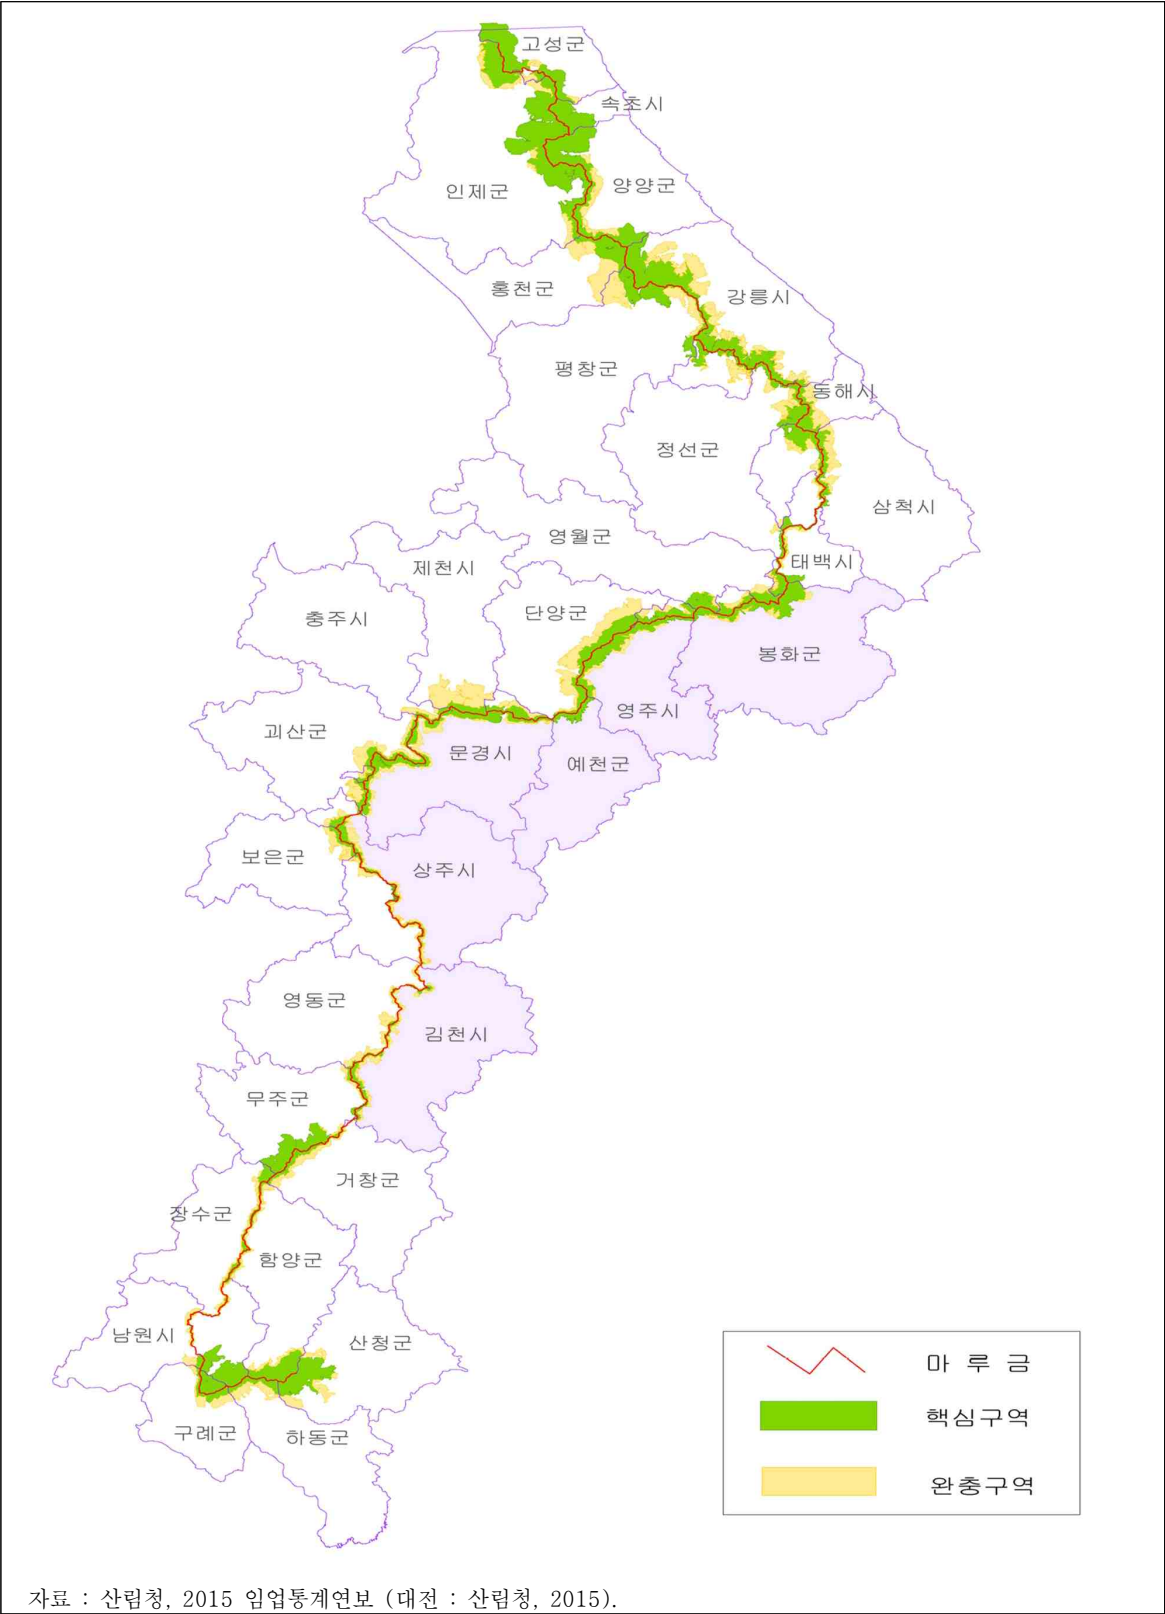 고성군
속초시
인제군
양양군
홍천군
강릉시
평창군
동해시
정선군
삼척시
영월군
태백시
제천시
단양군
충주시
봉화군
영주시
괴산군
문경시
예천군
보은군
상주시
영동군
김천시
무주군
거창군
장수군
함양군
남원시
산청군
구례군
하동군
마 루 금
핵심구역
완충구역
자료 : 산림청, 2015 임업통계연보 (대전 : 산림청, 2015).